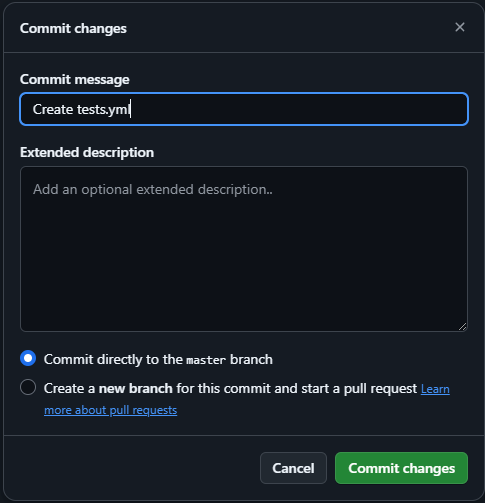 Commit changes
Commit message
Create tests.yml
Extended description
Add an optional extended description..
Commit directly to the master branch
Create a new branch for this commit and start a pull request Learn
more about pull requests
Cancel
Commit changes